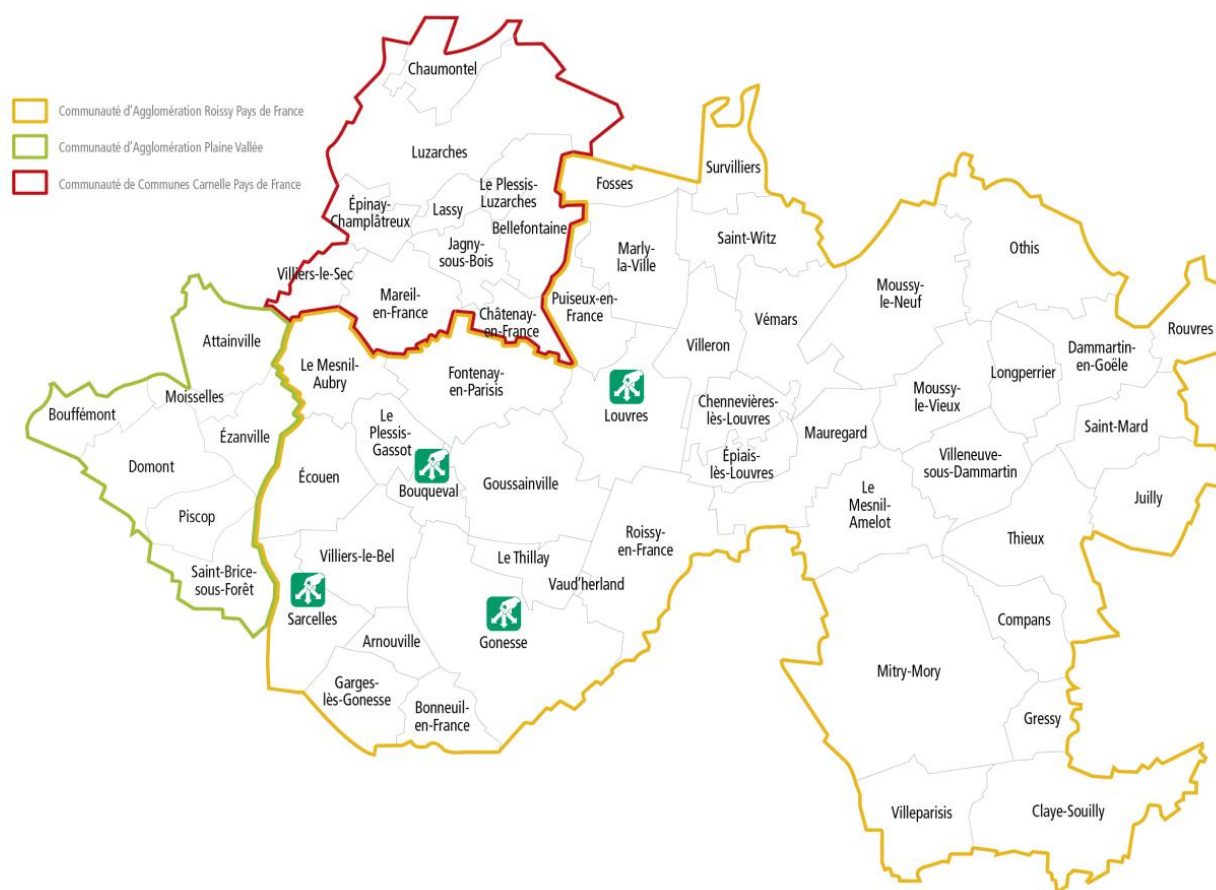 Communauté d'Agglomération Roissy Pays de France
Communauté d'Agglomération Plaine Vallée
Communauté de Communes Carnelle Pays de France
Chaumontel
Luzarches
Le Plessis-
Luzarches
Épinay-
Champlâtreux
Lassy
Bellefontaine
Jagny-
sous-Bois
Villiers-le-Sec
Mareil-
en-France
Châtenay-
en-France
Fosses
Survilliers
Marly-
la-Ville
Saint-Witz
Othis
Moussy-
le-Neuf
Puiseux-en-
France
Vémars
Villeron
Rouvres
Dammartin-
en-Goële
Longperrier
Attainville
Moisselles
Bouffémont
Ézanville
Domont
Piscop
Saint-Brice-
sous-Forêt
Le Mesnil-
Aubry
Fontenay-
en-Parisis
Le
Plessis-
Gassot
Louvres
Chennevières-
lès-Louvres
Moussy-
le-Vieux
Mauregard
Saint-Mard
Épiais-
lès-Louvres
Villeneuve-
sous-Dammartin
Écouen
Bouqueval
Goussainville
Le
Mesnil-
Amelot
Juilly
Roissy-
en-France
Thieux
Villiers-le-Bel
Le Thillay
Vaud'herland
Sarcelles
Gonesse
Arnouville
Compans
Mitry-Mory
Garges-
lès-Gonesse
Bonneuil-
en-France
Gressy
Villeparisis
Claye-Souilly